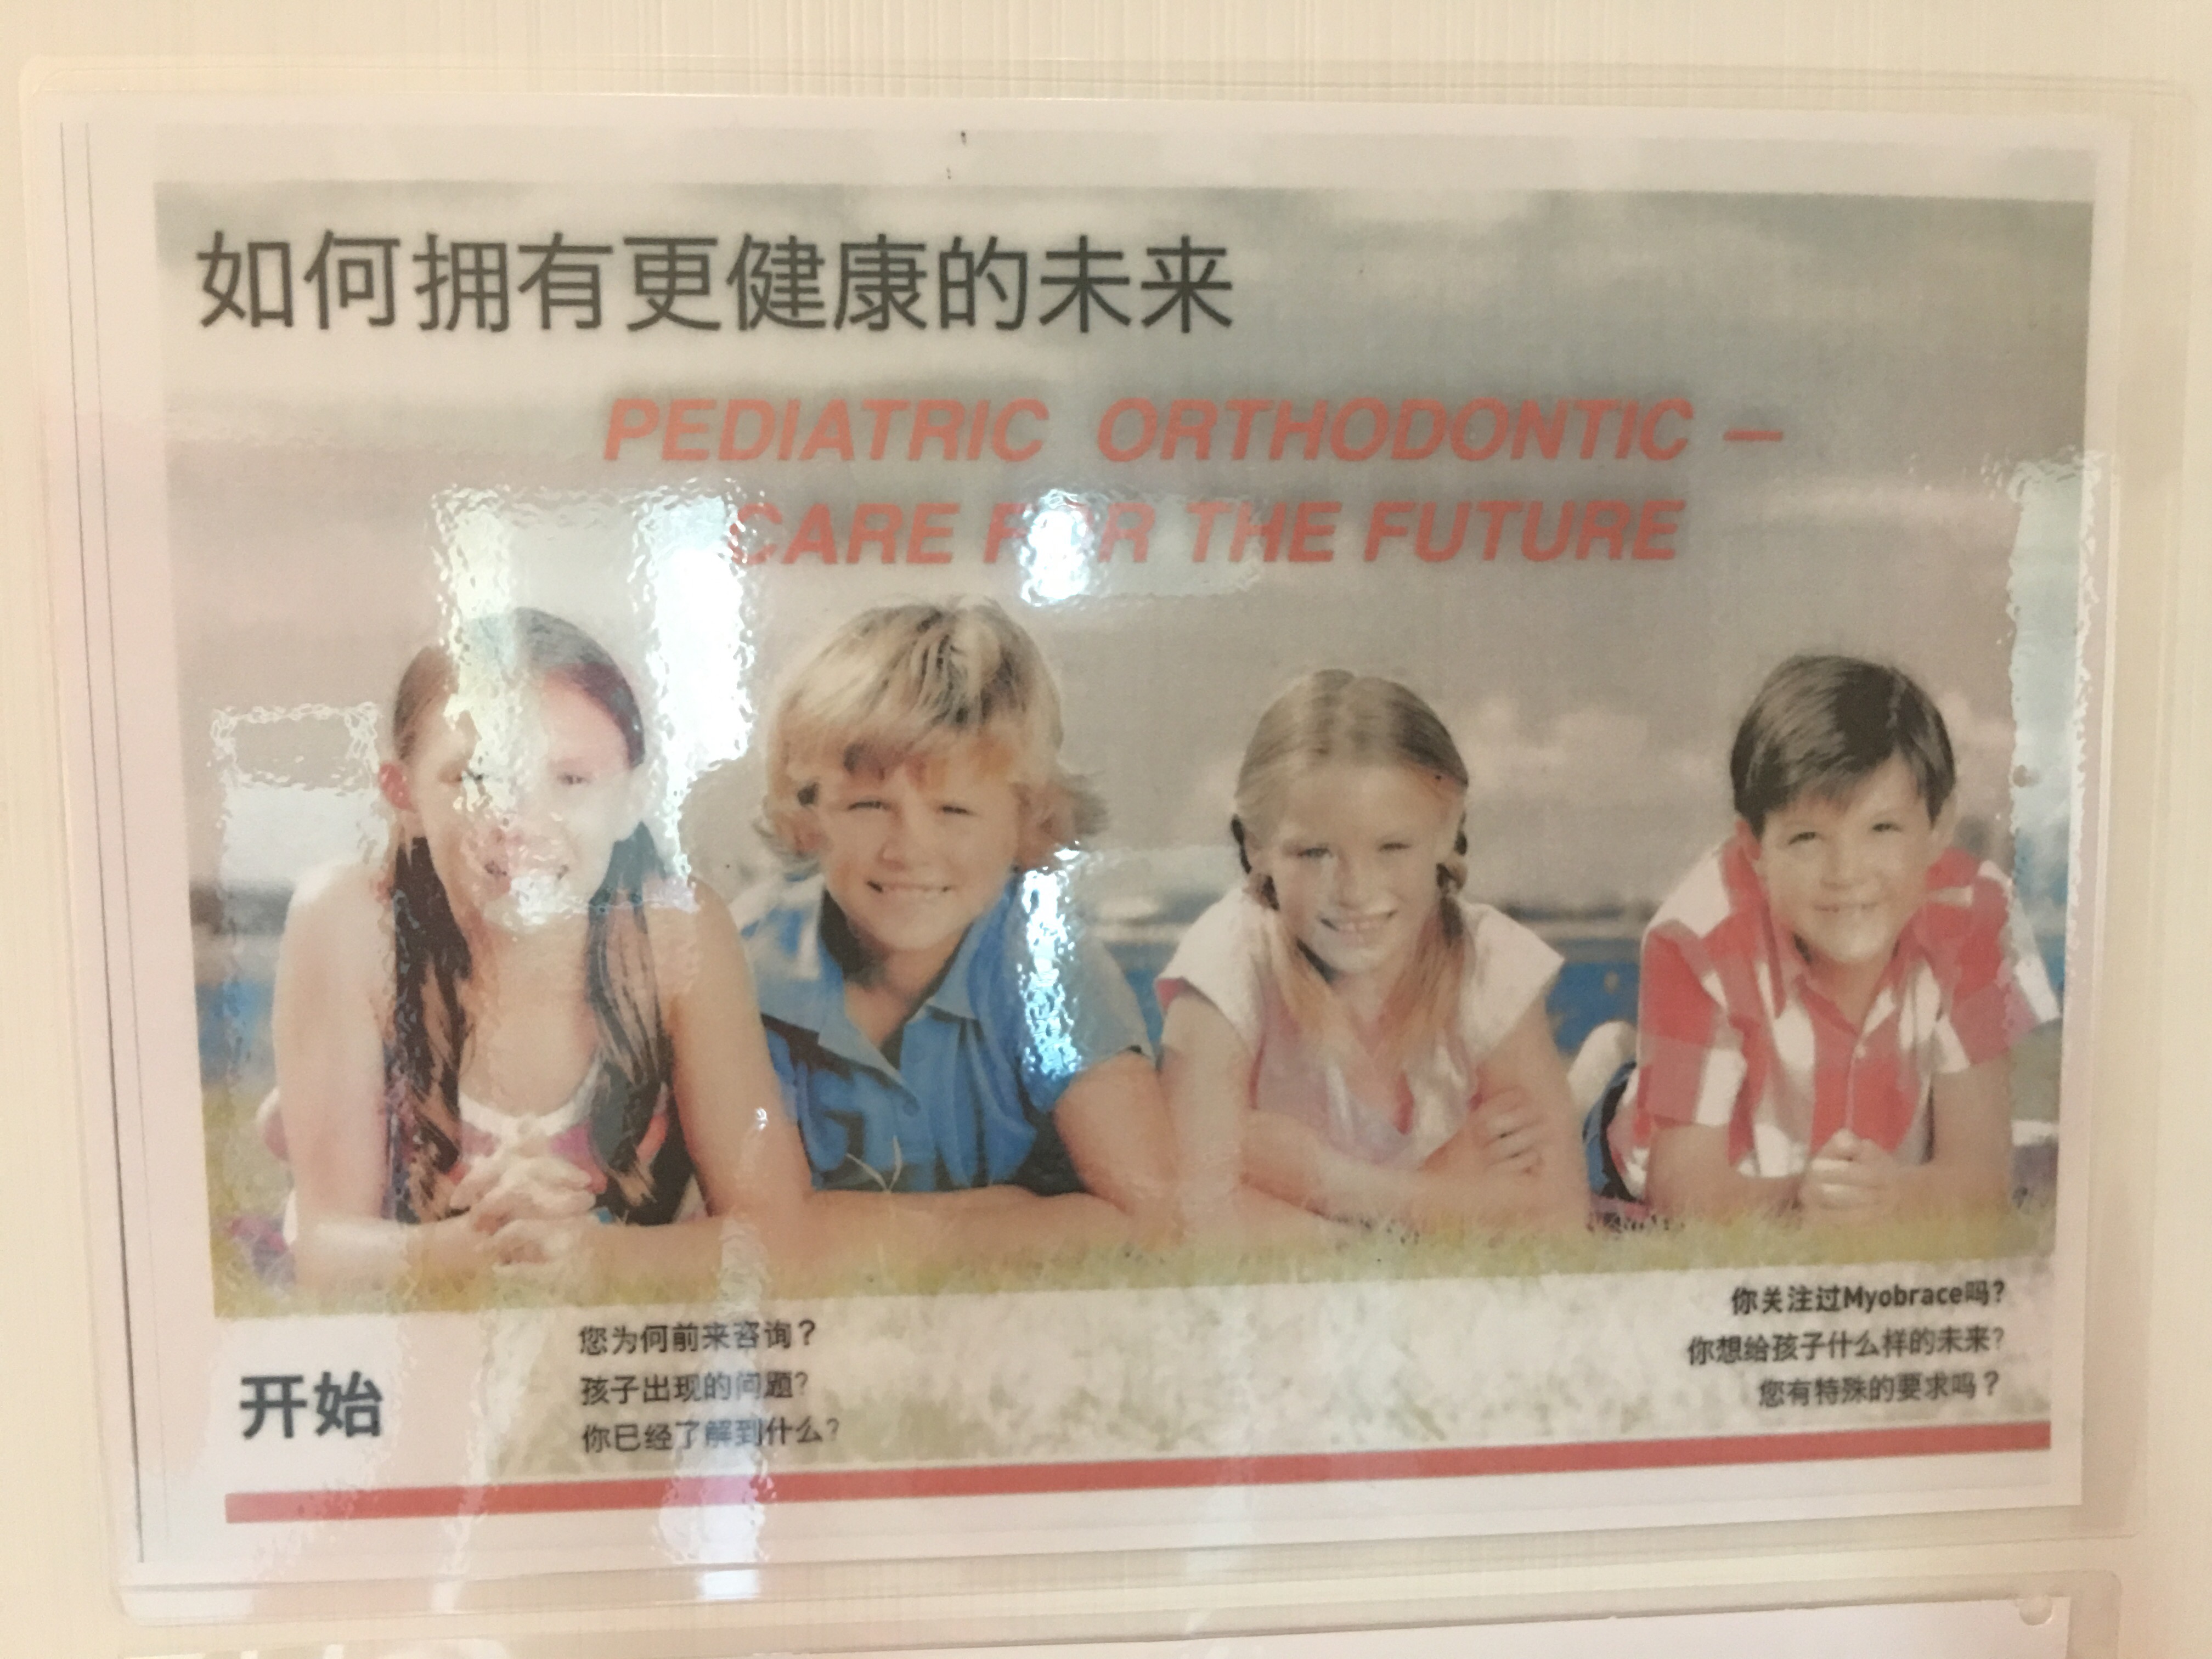 如何拥有更健康的未来
PEDIATRIC ORTHODONTIC –
CARE FOR THE FUTURE
开始
您为何前来咨询？
孩子出现的问题？
你已经了解到什么？
你关注过Myobrace吗？
你想给孩子什么样的未来？
您有特殊的要求吗？